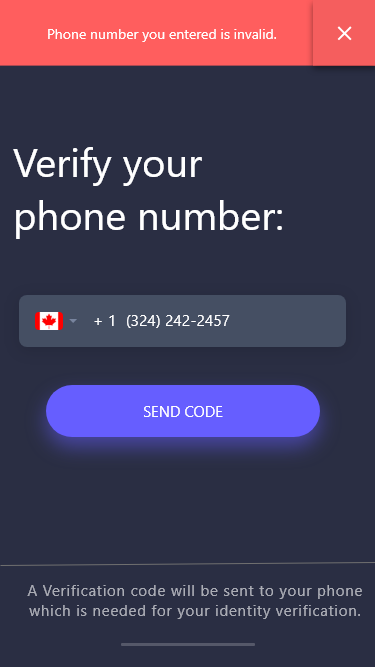 Phone number you entered is invalid.
Verify your
phone number:
+ 1 (324) 242-2457
SEND CODE
A Verification code will be sent to your phone
which is needed for your identity verification.